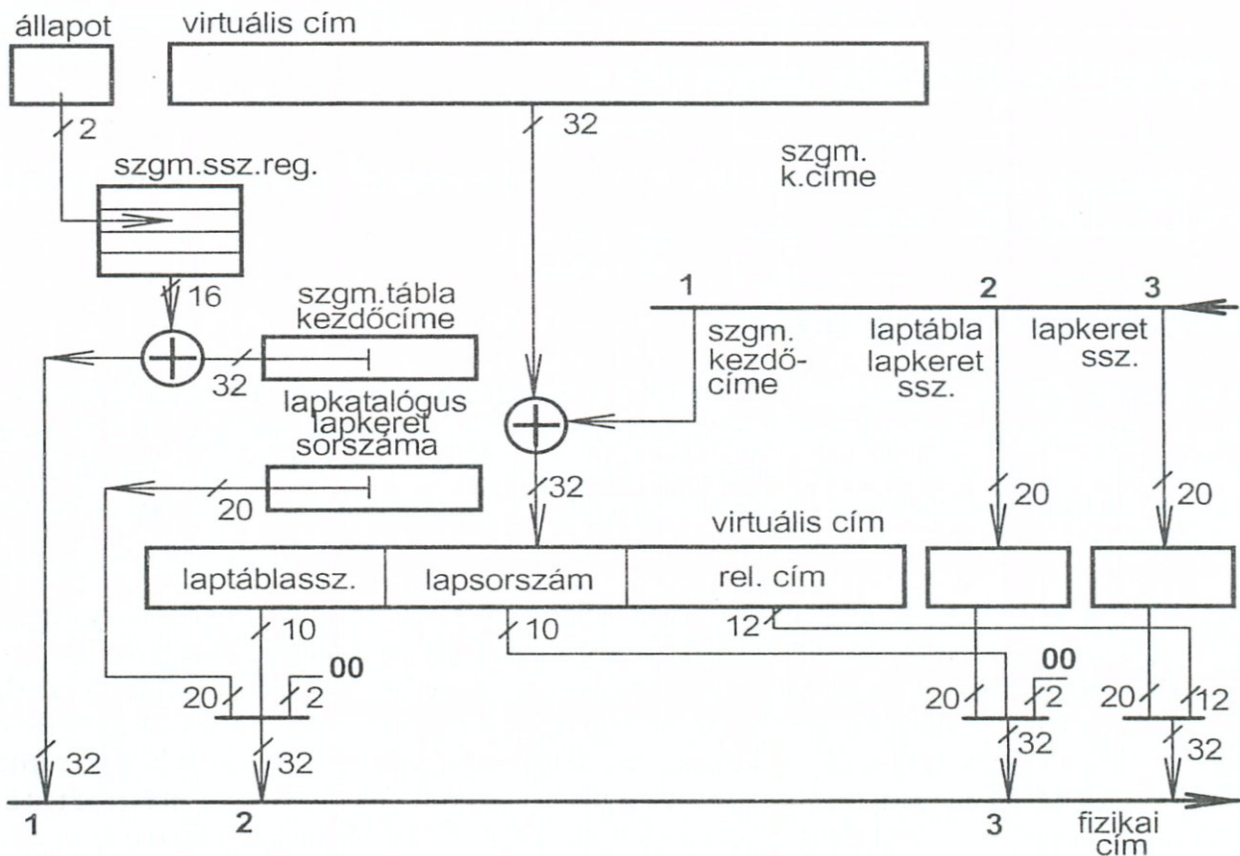 állapot
virtuális cím
2
32
szgm.ssz.reg.
szgm.
k.címe
16
szgm.tábla
kezdőcíme
1
2
3
32
szgm.
kezdő-
címe
laptábla
lapkeret
ssz.
lapkeret
ssz.
lapkatalógus
lapkeret
sorszáma
20
32
20
20
virtuális cím
laptáblassz.
lapsorszám
rel. cím
10
10
12
00
00
20
2
20
2
20
12
32
32
32
32
1
2
3
fizikai
cím